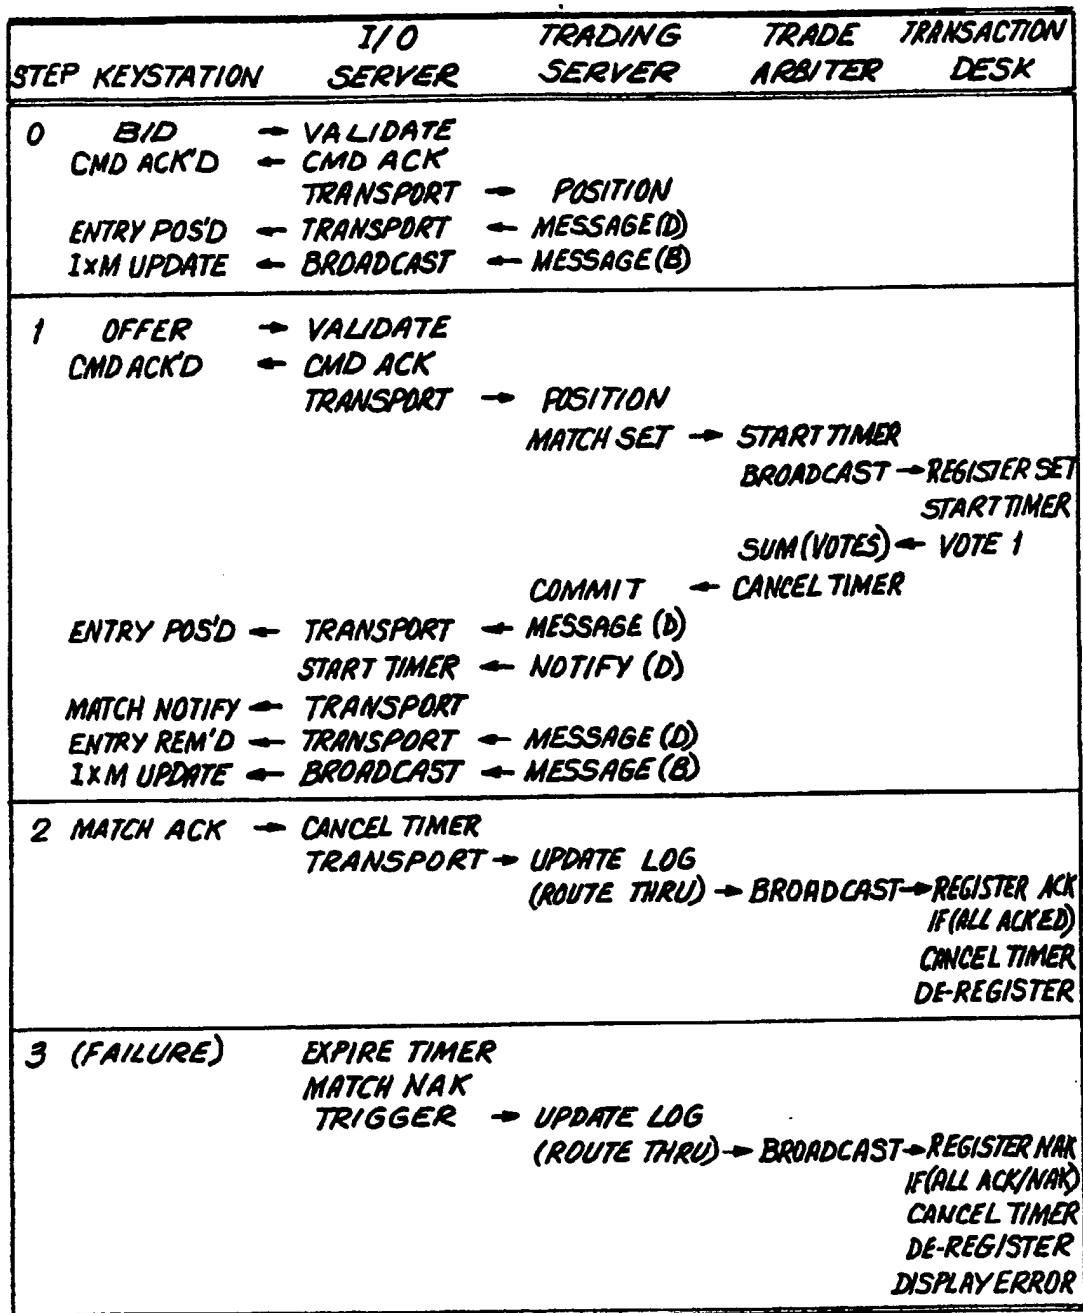 I/O TRADING TRADE TRANSACTION
STEP KEYSTATION SERVER SERVER ARBITER DESK
0 BID → VALIDATE
CMD ACK'D ← CMD ACK
TRANSPORT → POSITION
ENTRY POS'D ← TRANSPORT ← MESSAGE(D)
IXM UPDATE ← BROADCAST ← MESSAGE(B)
1 OFFER → VALIDATE
CMD ACK'D ← CMD ACK
TRANSPORT → POSITION
MATCH SET → START TIMER
BROADCAST → REGISTER SET
START TIMER
SUM(VOTES) ← VOTE 1
COMMIT ← CANCEL TIMER
ENTRY POS'D ← TRANSPORT ← MESSAGE (D)
START TIMER ← NOTIFY (D)
MATCH NOTIFY ← TRANSPORT
ENTRY REM'D ← TRANSPORT ← MESSAGE (D)
IXM UPDATE ← BROADCAST ← MESSAGE (B)
2 MATCH ACK → CANCEL TIMER
TRANSPORT → UPDATE LOG
(ROUTE THRU) → BROADCAST → REGISTER ACK
IF(ALL ACKED)
CANCEL TIMER
DE-REGISTER
3 (FAILURE) EXPIRE TIMER
MATCH NAK
TRIGGER → UPDATE LOG
(ROUTE THRU) → BROADCAST → REGISTER NAK
IF(ALL ACK/NAK)
CANCEL TIMER
DE-REGISTER
DISPLAY ERROR